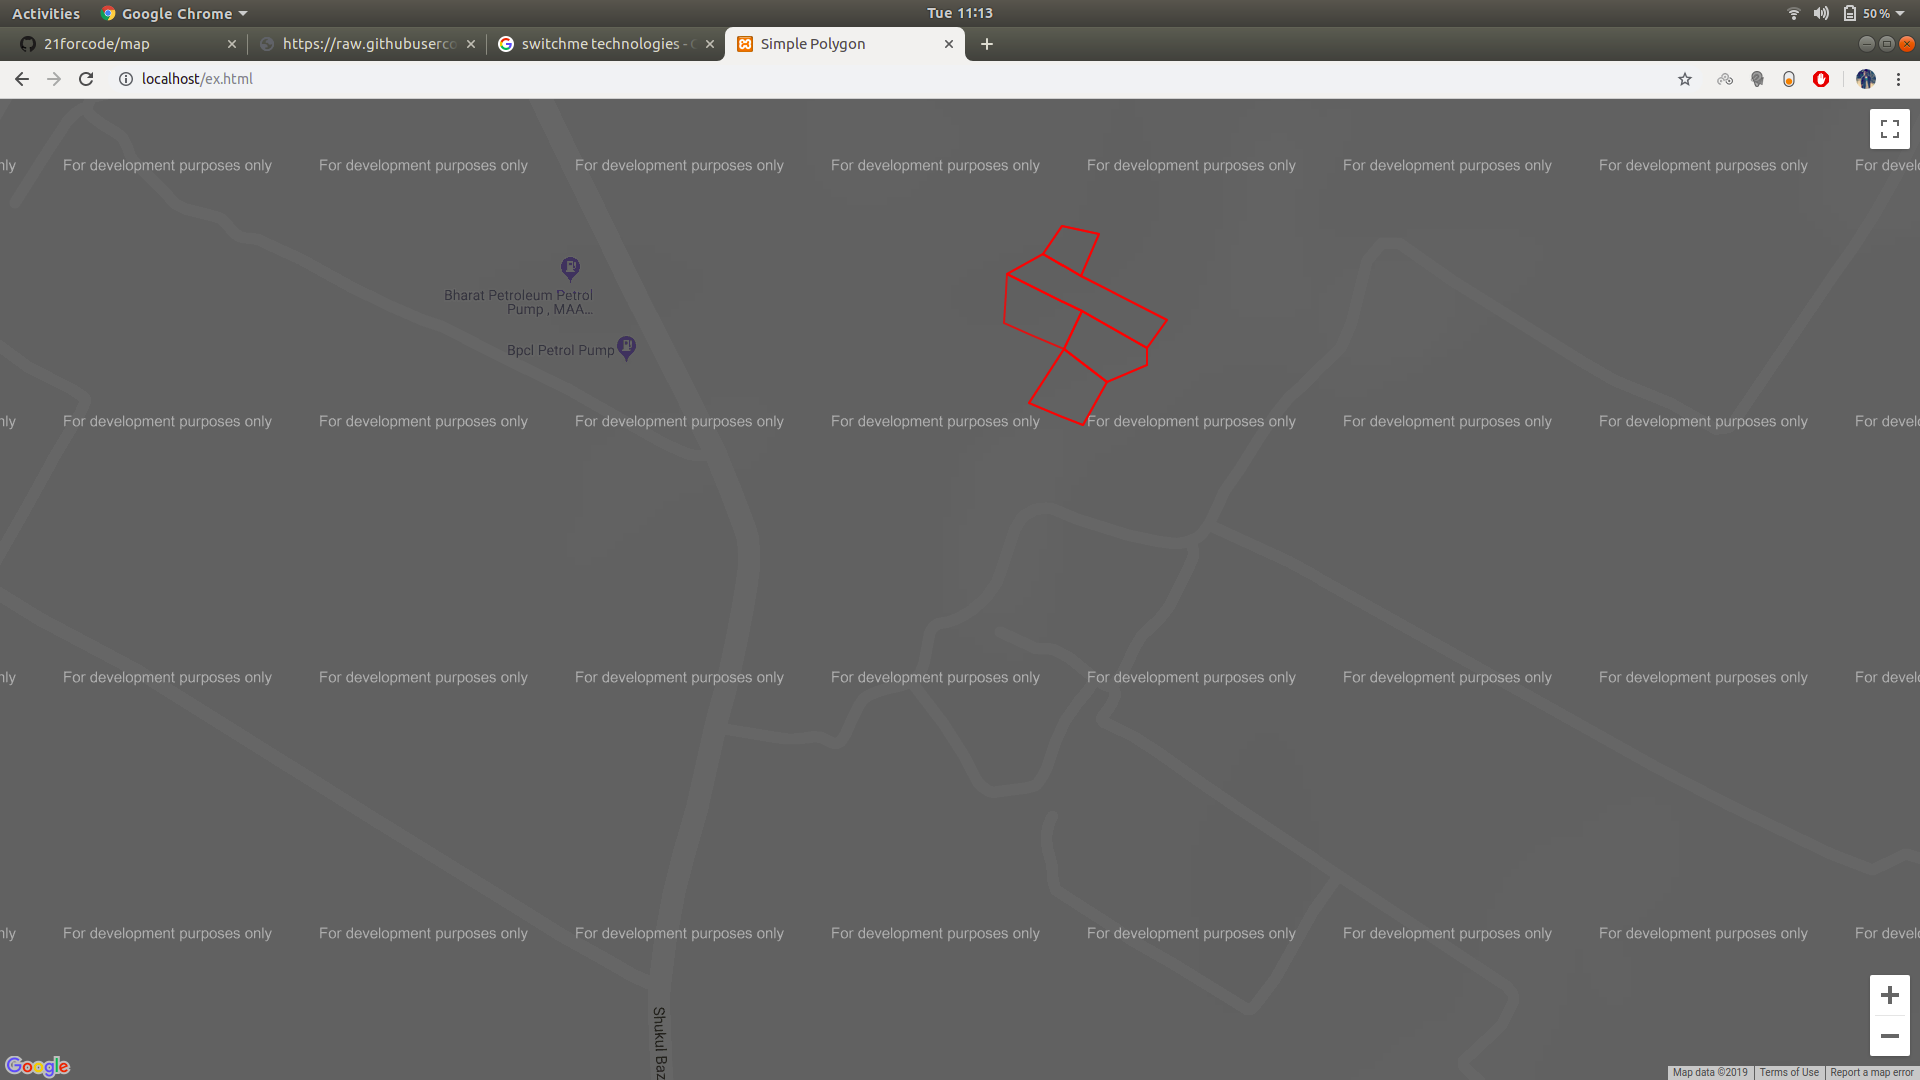 Activities Google Chrome Tue 11:13 50 %
21forcode/map https://raw.githubuserco switchme technologies - Simple Polygon
localhost/ex.html
nly For development purposes only For development purposes only For development purposes only For development purposes only For development purposes only For development purposes only For development purposes only For devel
Bharat Petroleum Petrol
Pump , MAA...
Bpcl Petrol Pump
nly For development purposes only For development purposes only For development purposes only For development purposes only For development purposes only For development purposes only For development purposes only For devel
nly For development purposes only For development purposes only For development purposes only For development purposes only For development purposes only For development purposes only For development purposes only For devel
nly For development purposes only For development purposes only For development purposes only For development purposes only For development purposes only For development purposes only For development purposes only For devel
Shukul Baz
Google
Map data ©2019 Terms of Use Report a map error